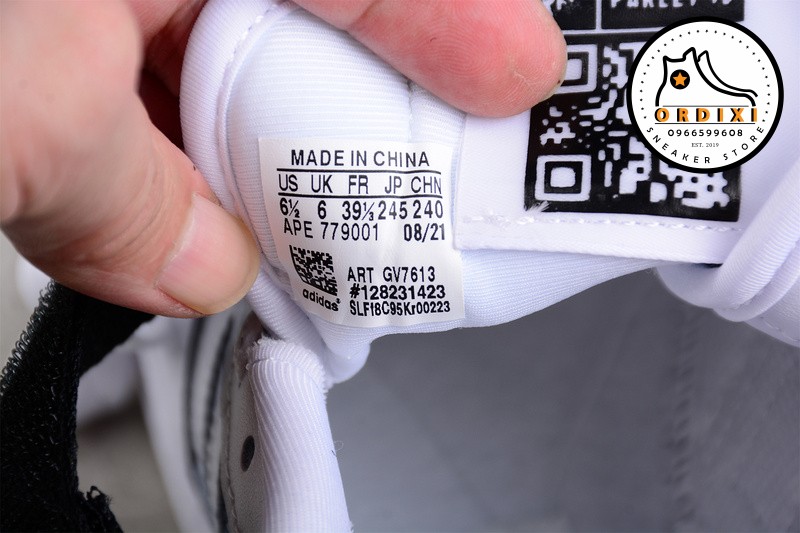 MADE IN CHINA
US UK FR JP CHN
6½ 6 39⅓ 245 240
APE 779001 08/21
ART GV7613
#128231423
adidas
SLFf8C95Kr00223
ORDIXI
0966599608
EST. 2019
SNEAKER STORE